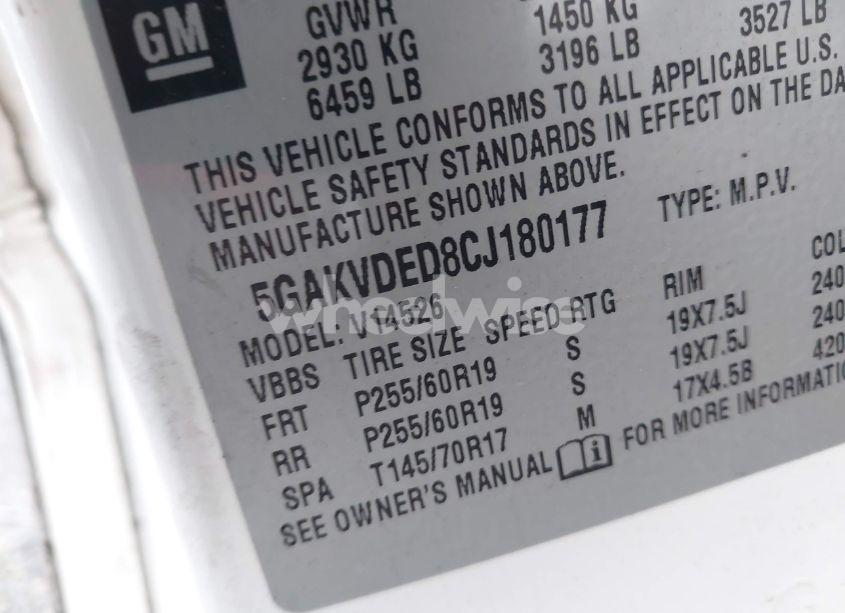 GM
GVWR 1450 KG 3527 LB
2930 KG 3196 LB
6459 LB
THIS VEHICLE CONFORMS TO ALL APPLICABLE U.S.
VEHICLE SAFETY STANDARDS IN EFFECT ON THE DA
MANUFACTURE SHOWN ABOVE.
5GAKVDED8CJ180177 TYPE: M.P.V.
MODEL: V14526
VBBS TIRE SIZE SPEED RTG RIM COL
FRT P255/60R19 S 19X7.5J 240
RR P255/60R19 S 19X7.5J 240
SPA T145/70R17 M 17X4.5B 420
SEE OWNER'S MANUAL i FOR MORE INFORMATIO
wheelwise